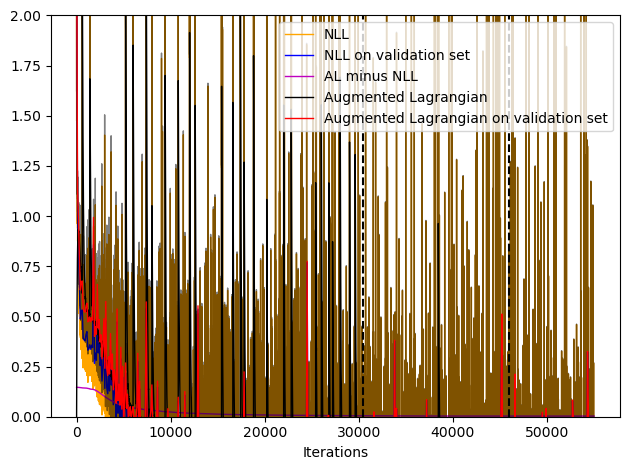 2.00
1.75
1.50
1.25
1.00
0.75
0.50
0.25
0.00
NLL
NLL on validation set
AL minus NLL
Augmented Lagrangian
Augmented Lagrangian on validation set
0 10000 20000 30000 40000 50000
Iterations